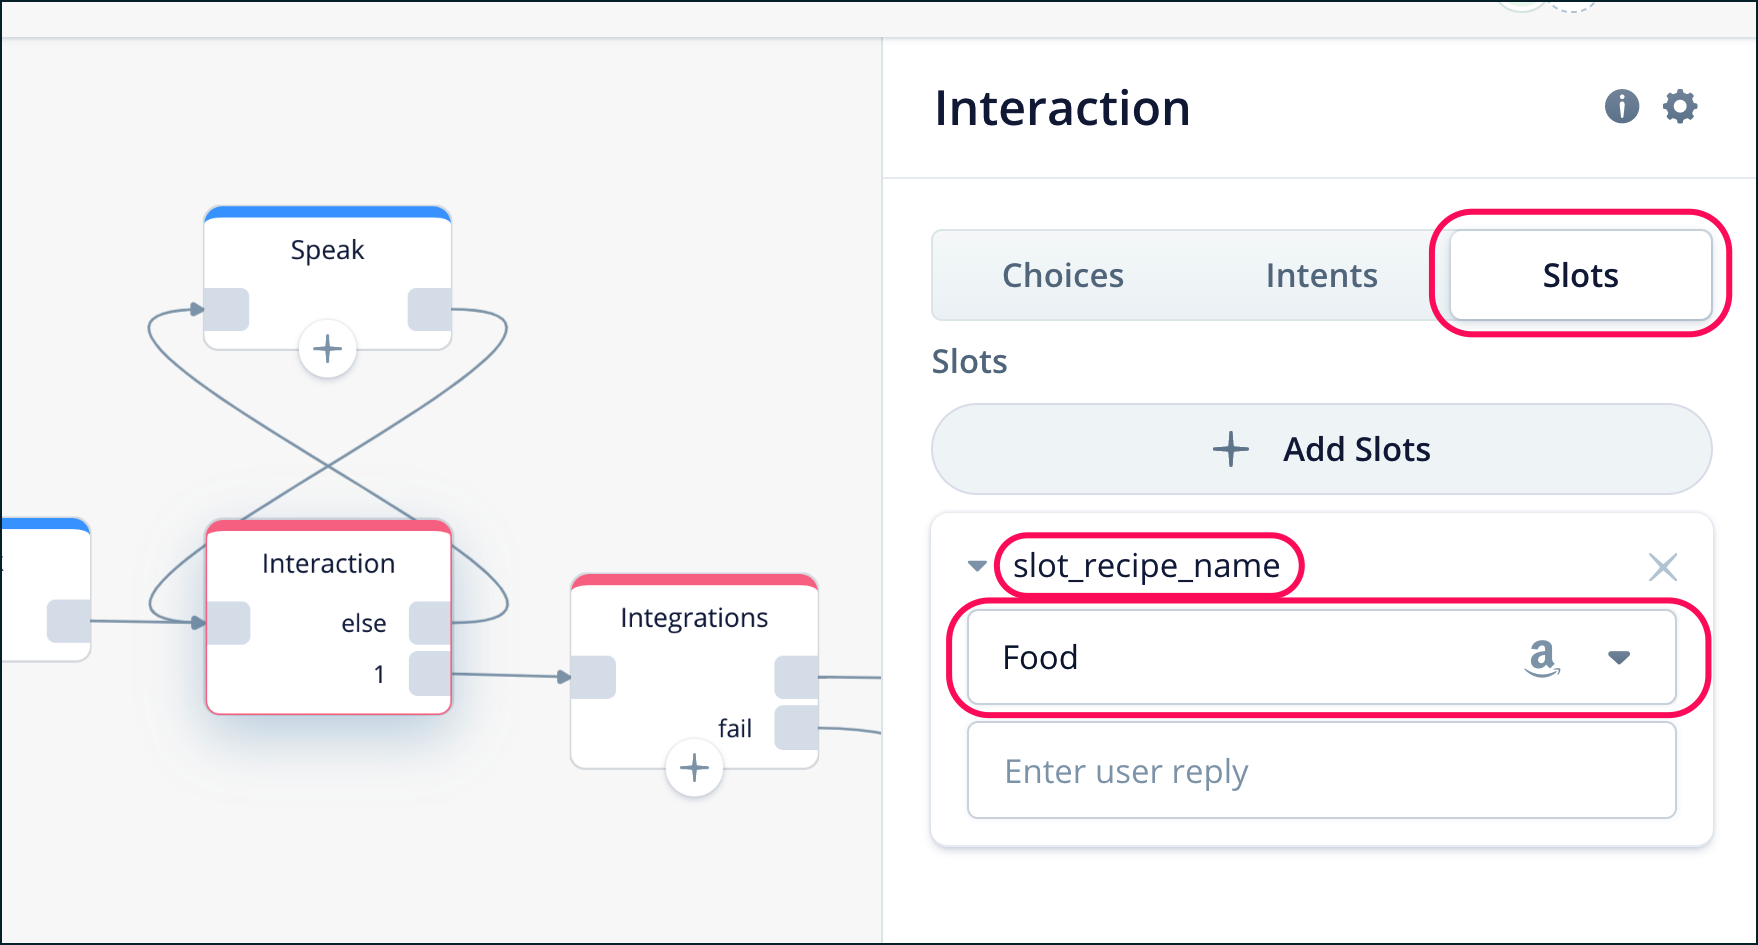 Speak
Interaction
else
1
Integrations
fail
Interaction
Choices
Intents
Slots
Slots
Add Slots
slot_recipe_name
Food
a
Enter user reply